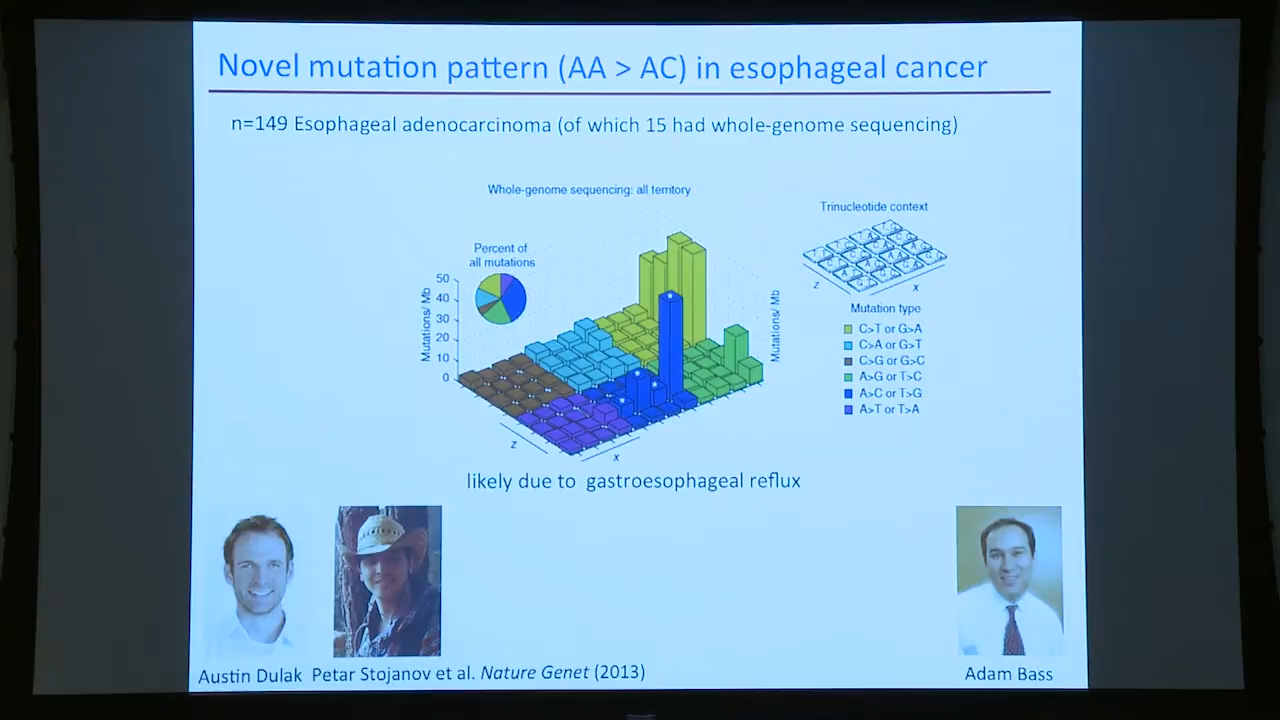 Novel mutation pattern (AA > AC) in esophageal cancer
n=149 Esophageal adenocarcinoma (of which 15 had whole-genome sequencing)
Whole-genome sequencing: all territory
Percent of
all mutations
Mutations/ Mb
50
40
30
20
10
0
z
x
Mutations/ Mb
Trinucleotide context
z
x
Mutation type
C>T or G>A
C>A or G>T
C>G or G>C
A>G or T>C
A>C or T>G
A>T or T>A
likely due to gastroesophageal reflux
Austin Dulak Petar Stojanov et al. Nature Genet (2013)
Adam Bass